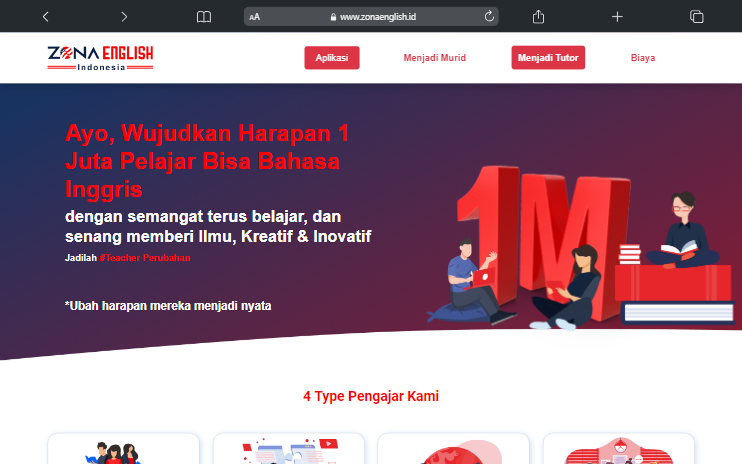 AA www.zonaenglish.id
ZONA ENGLISH
Indonesia
Aplikasi Menjadi Murid Menjadi Tutor Biaya
Ayo, Wujudkan Harapan 1
Juta Pelajar Bisa Bahasa
Inggris
dengan semangat terus belajar, dan
senang memberi Ilmu, Kreatif & Inovatif
Jadilah #Teacher Perubahan
*Ubah harapan mereka menjadi nyata
1M
4 Type Pengajar Kami